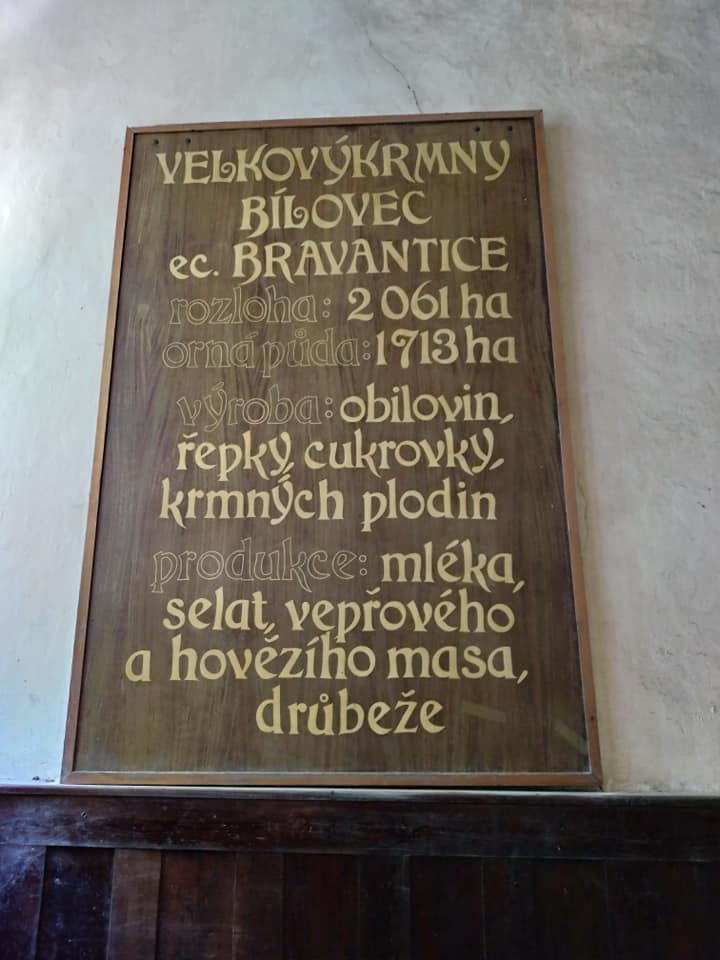 VELKOVÝKRMNY
BÍLOVEC
ec. BRAVANTICE
rozloha: 2 061 ha
orná půda: 1713 ha
výroba: obilovin,
řepky, cukrovky,
krmných plodin
produkce: mléka,
selat, vepřového
a hovězího masa,
drůbeže